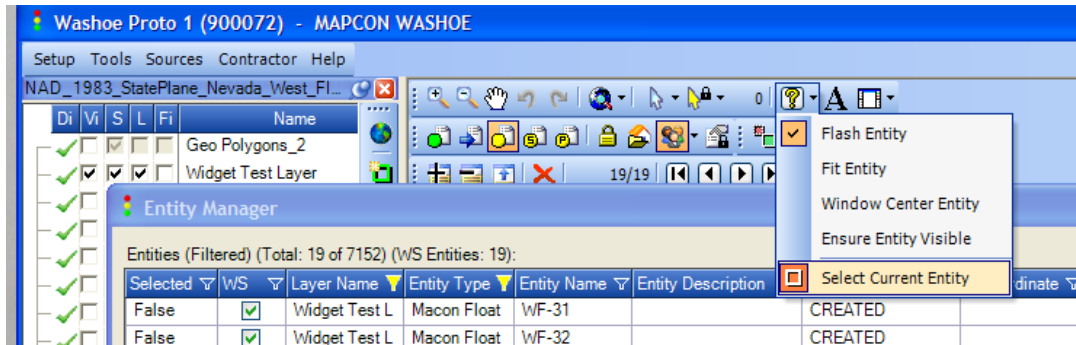 Washoe Proto 1 (900072) - MAPCON WASHOE
Setup Tools Sources Contractor Help
NAD_1983_StatePlane_Nevada_West_Fl...
0
A
Di Vi S L Fi Name
Geo Polygons_2
Widget Test Layer
19/19
Flash Entity
Fit Entity
Window Center Entity
Ensure Entity Visible
Select Current Entity
Entity Manager
Entities (Filtered) (Total: 19 of 7152) (WS Entities: 19):
Selected WS Layer Name Entity Type Entity Name Entity Description rdinate
False Widget Test L Macon Float WF-31 CREATED
False Widget Test L Macon Float WF-32 CREATED